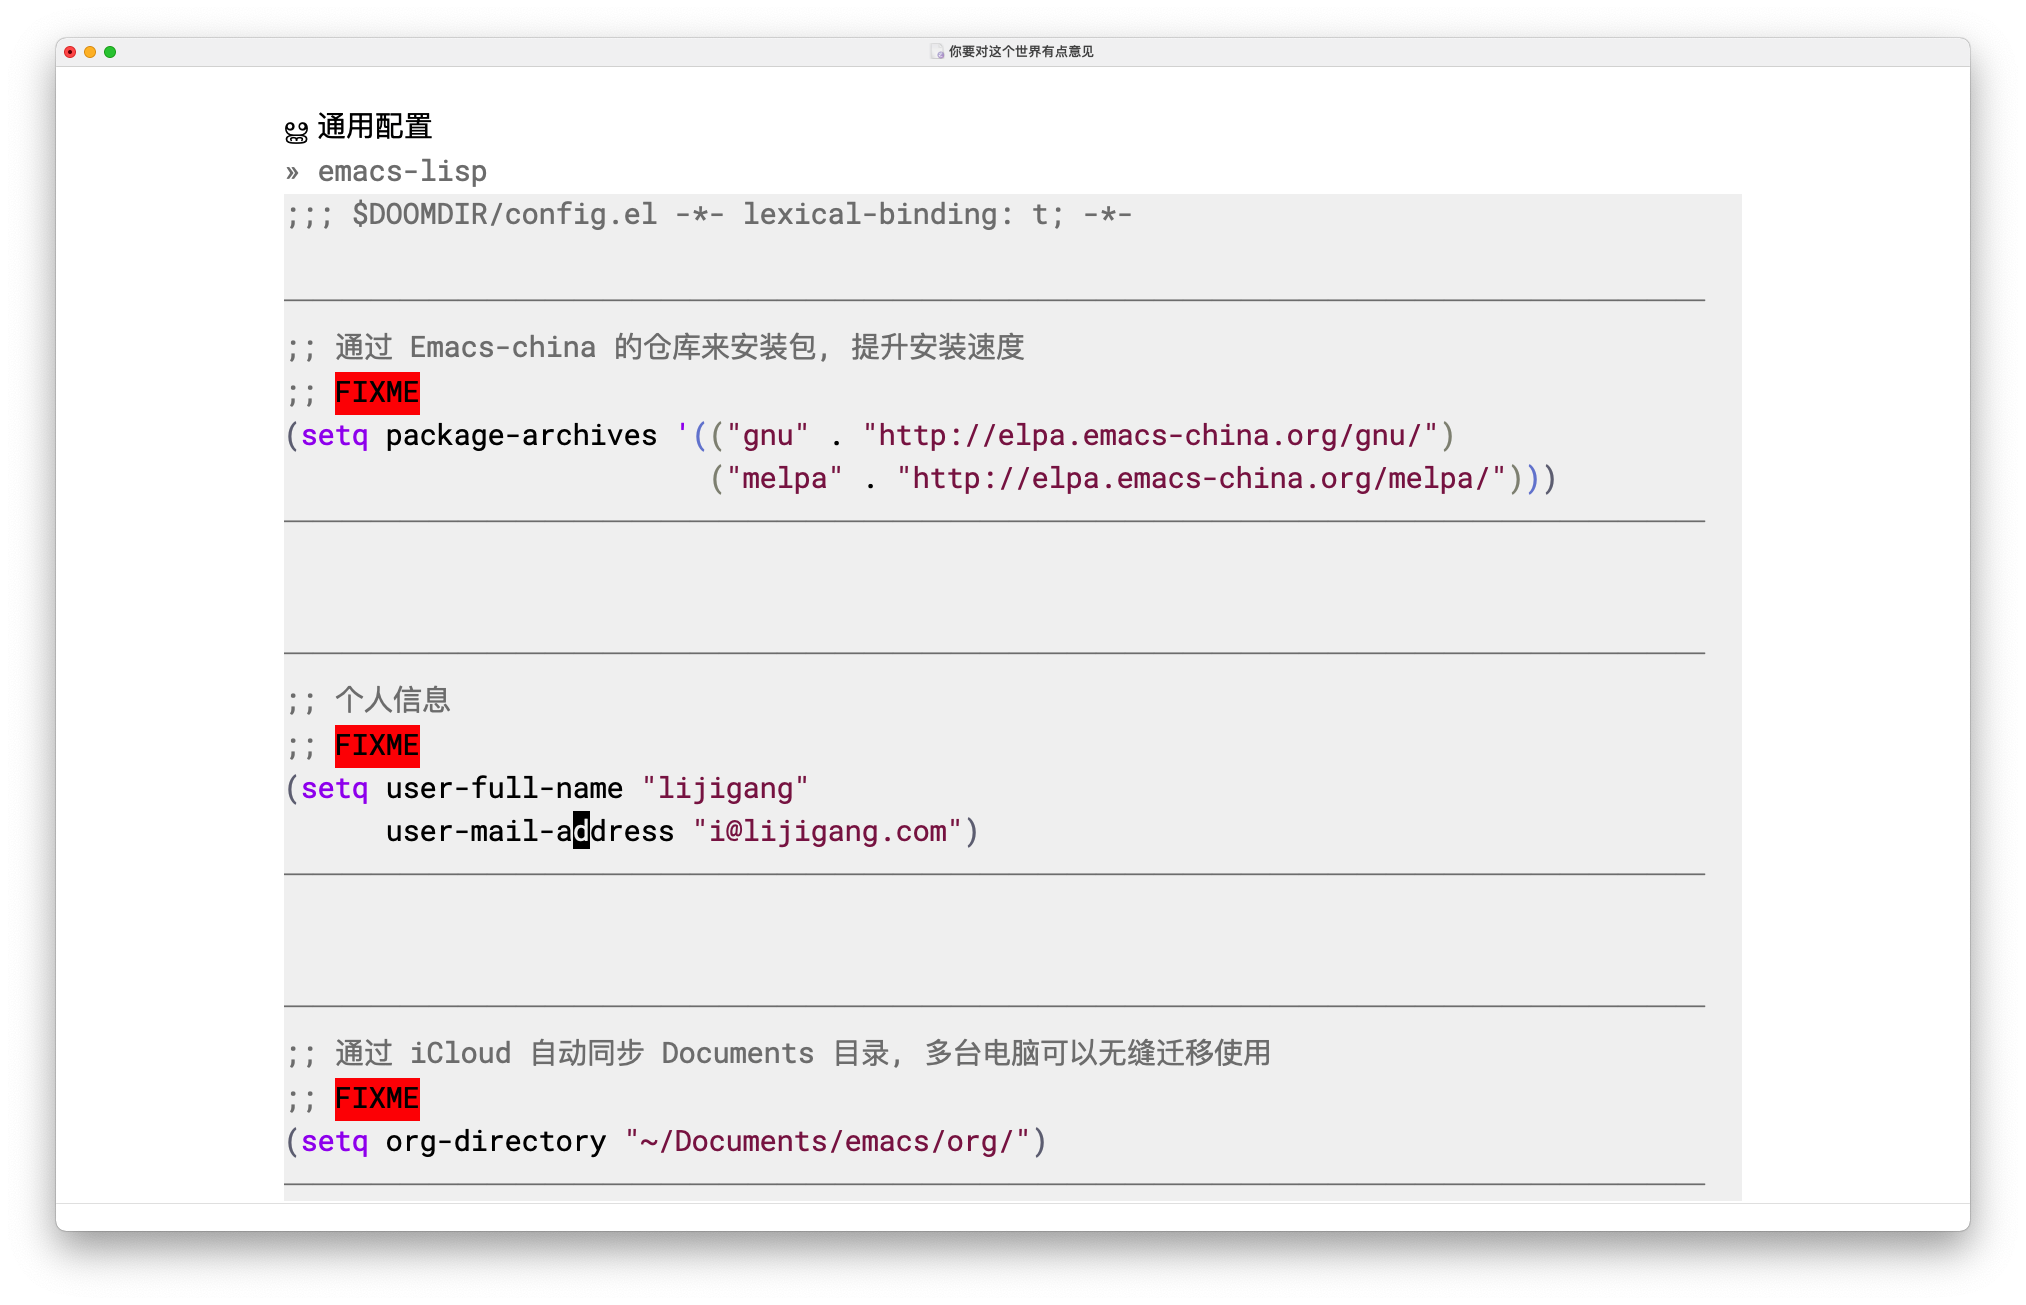 你要对这个世界有点意见
通用配置
» emacs-lisp
;;; $DOOMDIR/config.el -*- lexical-binding: t; -*-
;; 通过 Emacs-china 的仓库来安装包, 提升安装速度
;; FIXME
(setq package-archives '(("gnu" . "http://elpa.emacs-china.org/gnu/")
("melpa" . "http://elpa.emacs-china.org/melpa/")))
;; 个人信息
;; FIXME
(setq user-full-name "lijigang"
user-mail-address "i@lijigang.com")
;; 通过 iCloud 自动同步 Documents 目录, 多台电脑可以无缝迁移使用
;; FIXME
(setq org-directory "~/Documents/emacs/org/")